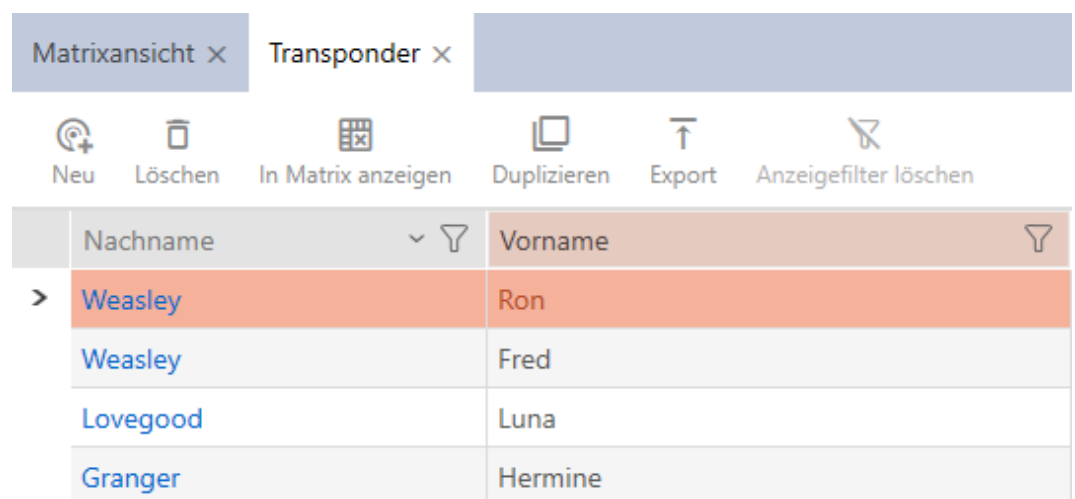 Matrixansicht × Transponder ×
Neu Löschen In Matrix anzeigen Duplizieren Export Anzeigefilter löschen
Nachname Vorname
Weasley Ron
Weasley Fred
Lovegood Luna
Granger Hermine